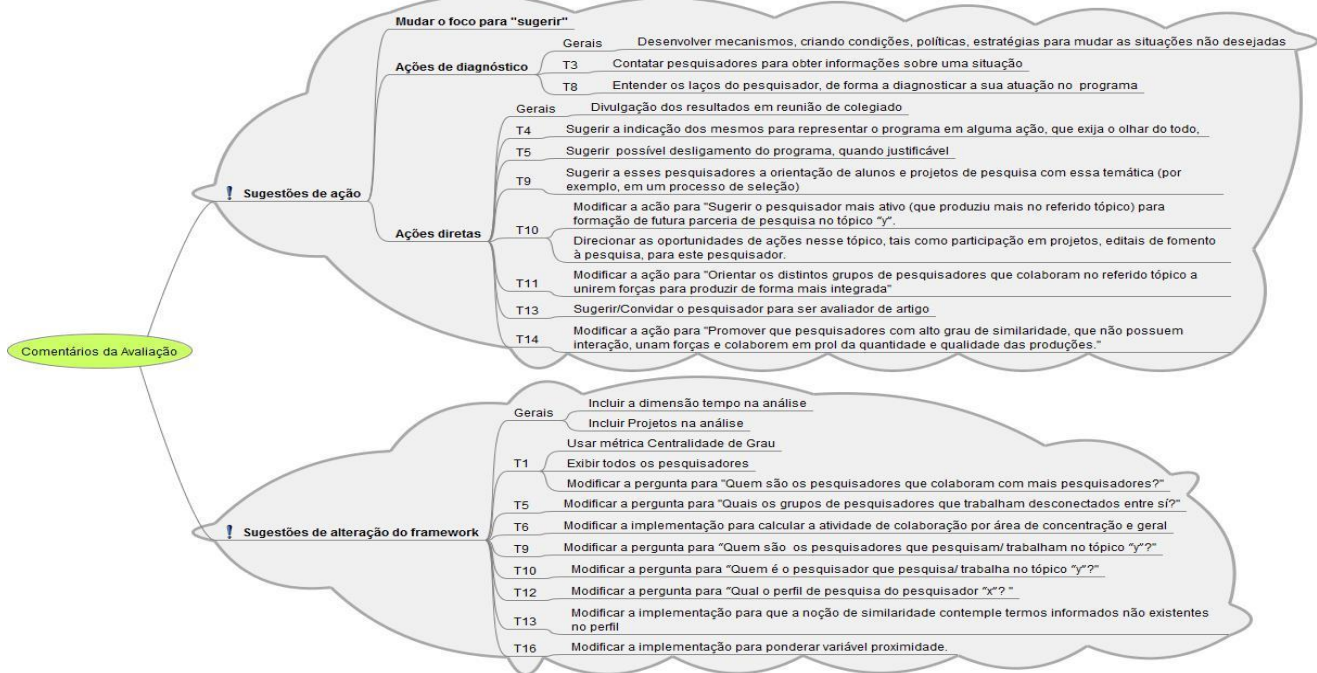 Mudar o foco para "sugerir"
Ações de diagnóstico
Gerais
Desenvolver mecanismos, criando condições, políticas, estratégias para mudar as situações não desejadas
T3
Contatar pesquisadores para obter informações sobre uma situação
T8
Entender os laços do pesquisador, de forma a diagnosticar a sua atuação no programa
Sugestões de ação
Ações diretas
Gerais
Divulgação dos resultados em reunião de colegiado
T4
Sugerir a indicação dos mesmos para representar o programa em alguma ação, que exija o olhar do todo,
T5
Sugerir possível desligamento do programa, quando justificável
T9
Sugerir a esses pesquisadores a orientação de alunos e projetos de pesquisa com essa temática (por
exemplo, em um processo de seleção)
T10
Modificar a acão para "Sugerir o pesquisador mais ativo (que produziu mais no referido tópico) para
formação de futura parceria de pesquisa no tópico "y".
Direcionar as oportunidades de ações nesse tópico, tais como participação em projetos, editais de fomento
à pesquisa, para este pesquisador.
T11
Modificar a ação para "Orientar os distintos grupos de pesquisadores que colaboram no referido tópico a
unirem forças para produzir de forma mais integrada"
T13
Sugerir/Convidar o pesquisador para ser avaliador de artigo
T14
Modificar a ação para "Promover que pesquisadores com alto grau de similaridade, que não possuem
interação, unam forças e colaborem em prol da quantidade e qualidade das produções."
Comentários da Avaliação
Sugestões de alteração do framework
Gerais
Incluir a dimensão tempo na análise
Incluir Projetos na análise
T1
Usar métrica Centralidade de Grau
Exibir todos os pesquisadores
Modificar a pergunta para "Quem são os pesquisadores que colaboram com mais pesquisadores?"
T5
Modificar a pergunta para "Quais os grupos de pesquisadores que trabalham desconectados entre sí?"
T6
Modificar a implementação para calcular a atividade de colaboração por área de concentração e geral
T9
Modificar a pergunta para "Quem são os pesquisadores que pesquisam/ trabalham no tópico "y"?"
T10
Modificar a pergunta para "Quem é o pesquisador que pesquisa/ trabalha no tópico "y"?"
T12
Modificar a pergunta para "Qual o perfil de pesquisa do pesquisador "x"? "
T13
Modificar a implementação para que a noção de similaridade contemple termos informados não existentes
no perfil
T16
Modificar a implementação para ponderar variável proximidade.